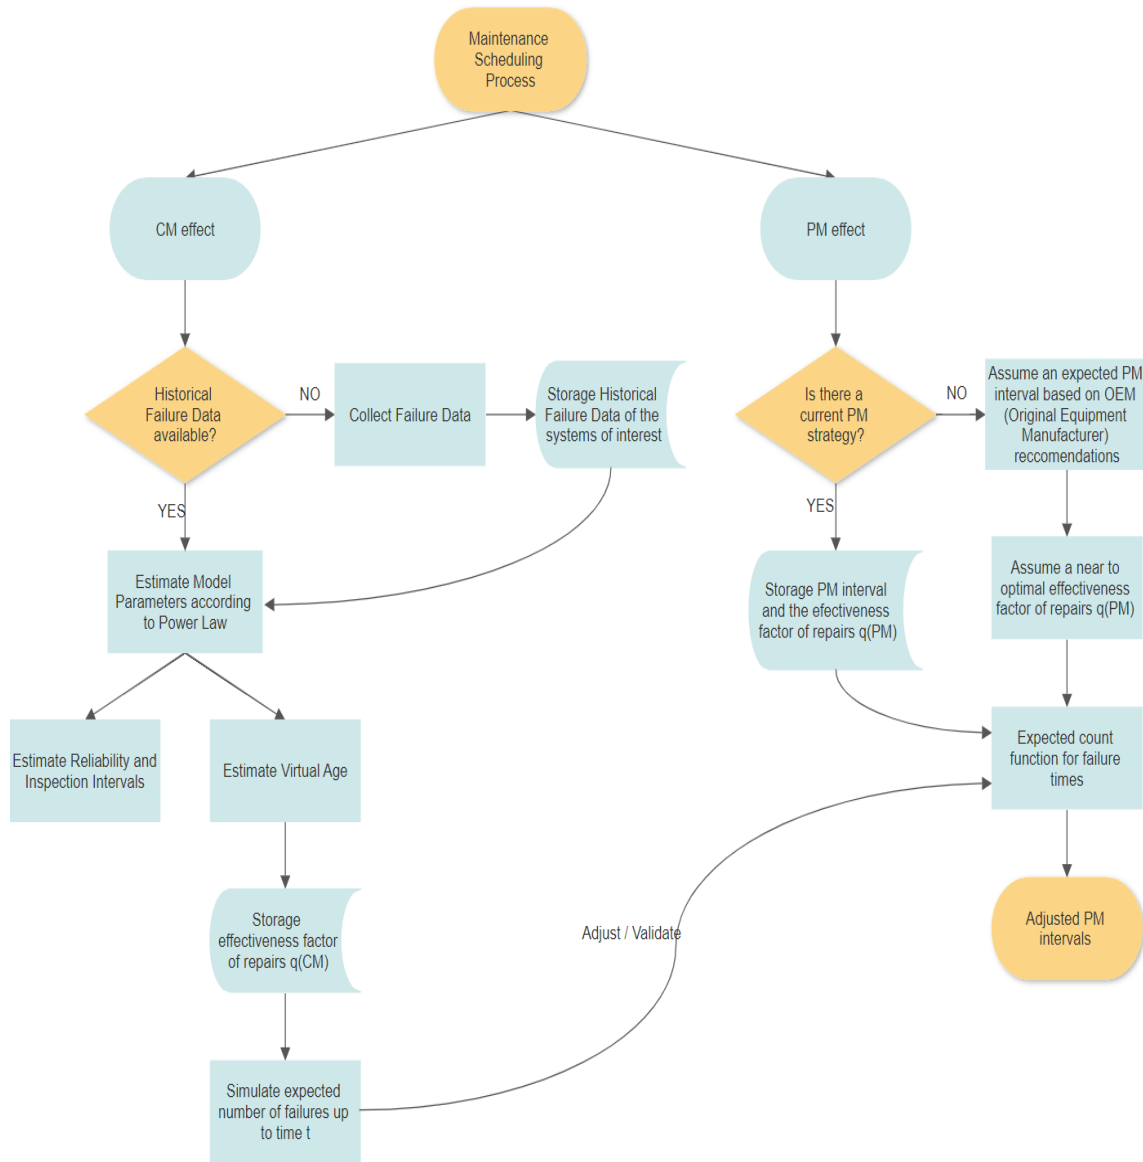 Maintenance
Scheduling
Process
CM effect
PM effect
Historical
Failure Data
available?
NO
Collect Failure Data
Storage Historical
Failure Data of the
systems of interest
Is there a
current PM
strategy?
NO
Assume an expected PM
interval based on OEM
(Original Equipment
Manufacturer)
reccomendations
YES
YES
Estimate Model
Parameters according
to Power Law
Storage PM interval
and the efectiveness
factor of repairs q(PM)
Assume a near to
optimal effectiveness
factor of repairs q(PM)
Estimate Reliability and
Inspection Intervals
Estimate Virtual Age
Expected count
function for failure
times
Storage
effectiveness factor
of repairs q(CM)
Adjust / Validate
Adjusted PM
intervals
Simulate expected
number of failures up
to time t